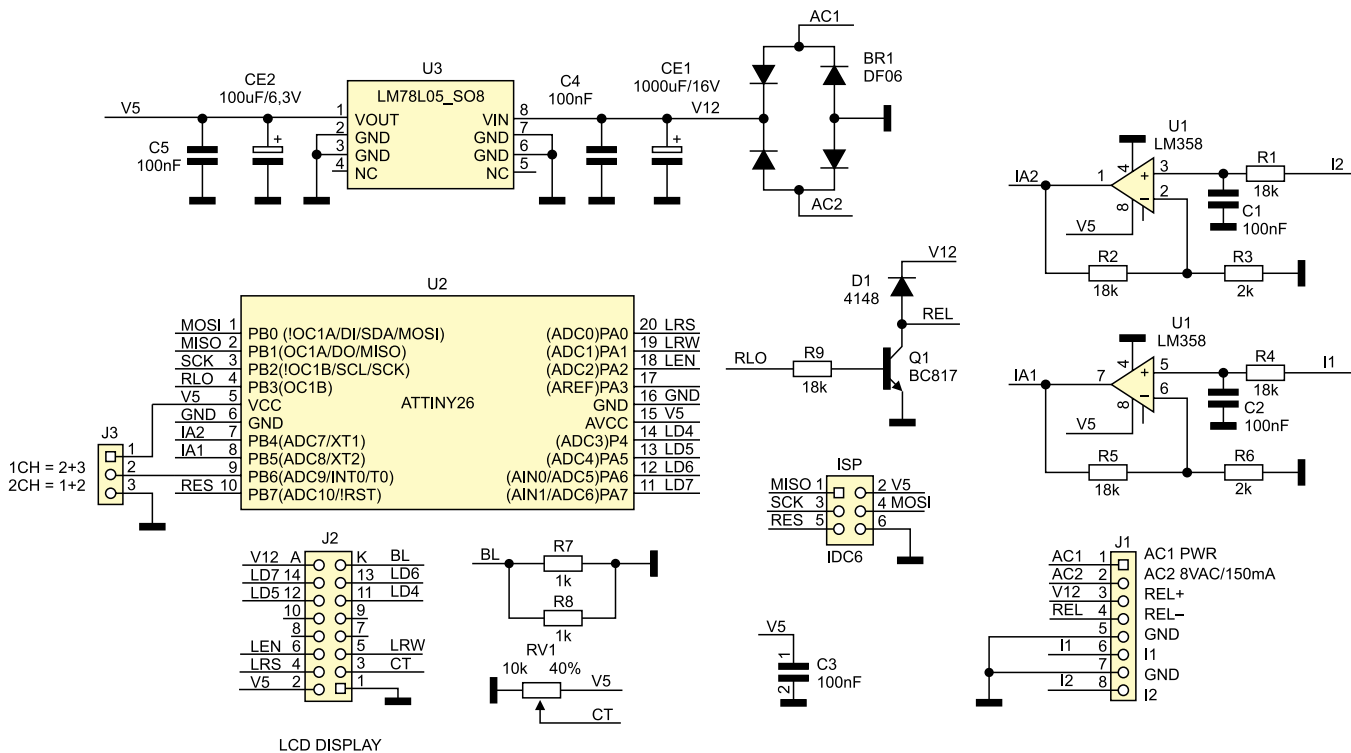 AC1
BR1
DF06
AC2
V12
CE1
1000uF/16V
C4
100nF
U3
LM78L05_SO8
1 VOUT VIN 8
2 GND GND 7
3 GND GND 6
4 NC NC 5
CE2
100uF/6,3V
V5
C5
100nF
+
+
U1
LM358
IA2
1
4
8
3
2
+
−
V5
R1
18k
I2
C1
100nF
R2
18k
R3
2k
U1
LM358
IA1
7
4
8
5
6
+
−
V5
R4
18k
I1
C2
100nF
R5
18k
R6
2k
D1
4148
V12
REL
RLO
R9
18k
Q1
BC817
U2
ATTINY26
MOSI 1 PB0 (!OC1A/DI/SDA/MOSI)
MISO 2 PB1(OC1A/DO/MISO)
SCK 3 PB2(!OC1B/SCL/SCK)
RLO 4 PB3(OC1B)
V5 5 VCC
GND 6 GND
IA2 7 PB4(ADC7/XT1)
IA1 8 PB5(ADC8/XT2)
9 PB6(ADC9/INT0/T0)
RES 10 PB7(ADC10/!RST)
(ADC0)PA0 20 LRS
(ADC1)PA1 19 LRW
(ADC2)PA2 18 LEN
(AREF)PA3 17
GND 16 GND
AVCC 15 V5
(ADC3)P4 14 LD4
(ADC4)PA5 13 LD5
(AIN0/ADC5)PA6 12 LD6
(AIN1/ADC6)PA7 11 LD7
J3
1
2
3
1CH = 2+3
2CH = 1+2
J2
V12 A K BL
LD7 14 13 LD6
LD5 12 11 LD4
10 9
8 7
LEN 6 5 LRW
LRS 4 3 CT
V5 2 1
LCD DISPLAY
BL
R7
1k
R8
1k
RV1
10k 40%
V5
CT
ISP
MISO 1 2 V5
SCK 3 4 MOSI
RES 5 6
IDC6
V5
1
C3
100nF
2
J1
AC1 1 AC1 PWR
AC2 2 AC2 8VAC/150mA
V12 3 REL+
REL 4 REL–
5 GND
I1 6 I1
7 GND
I2 8 I2